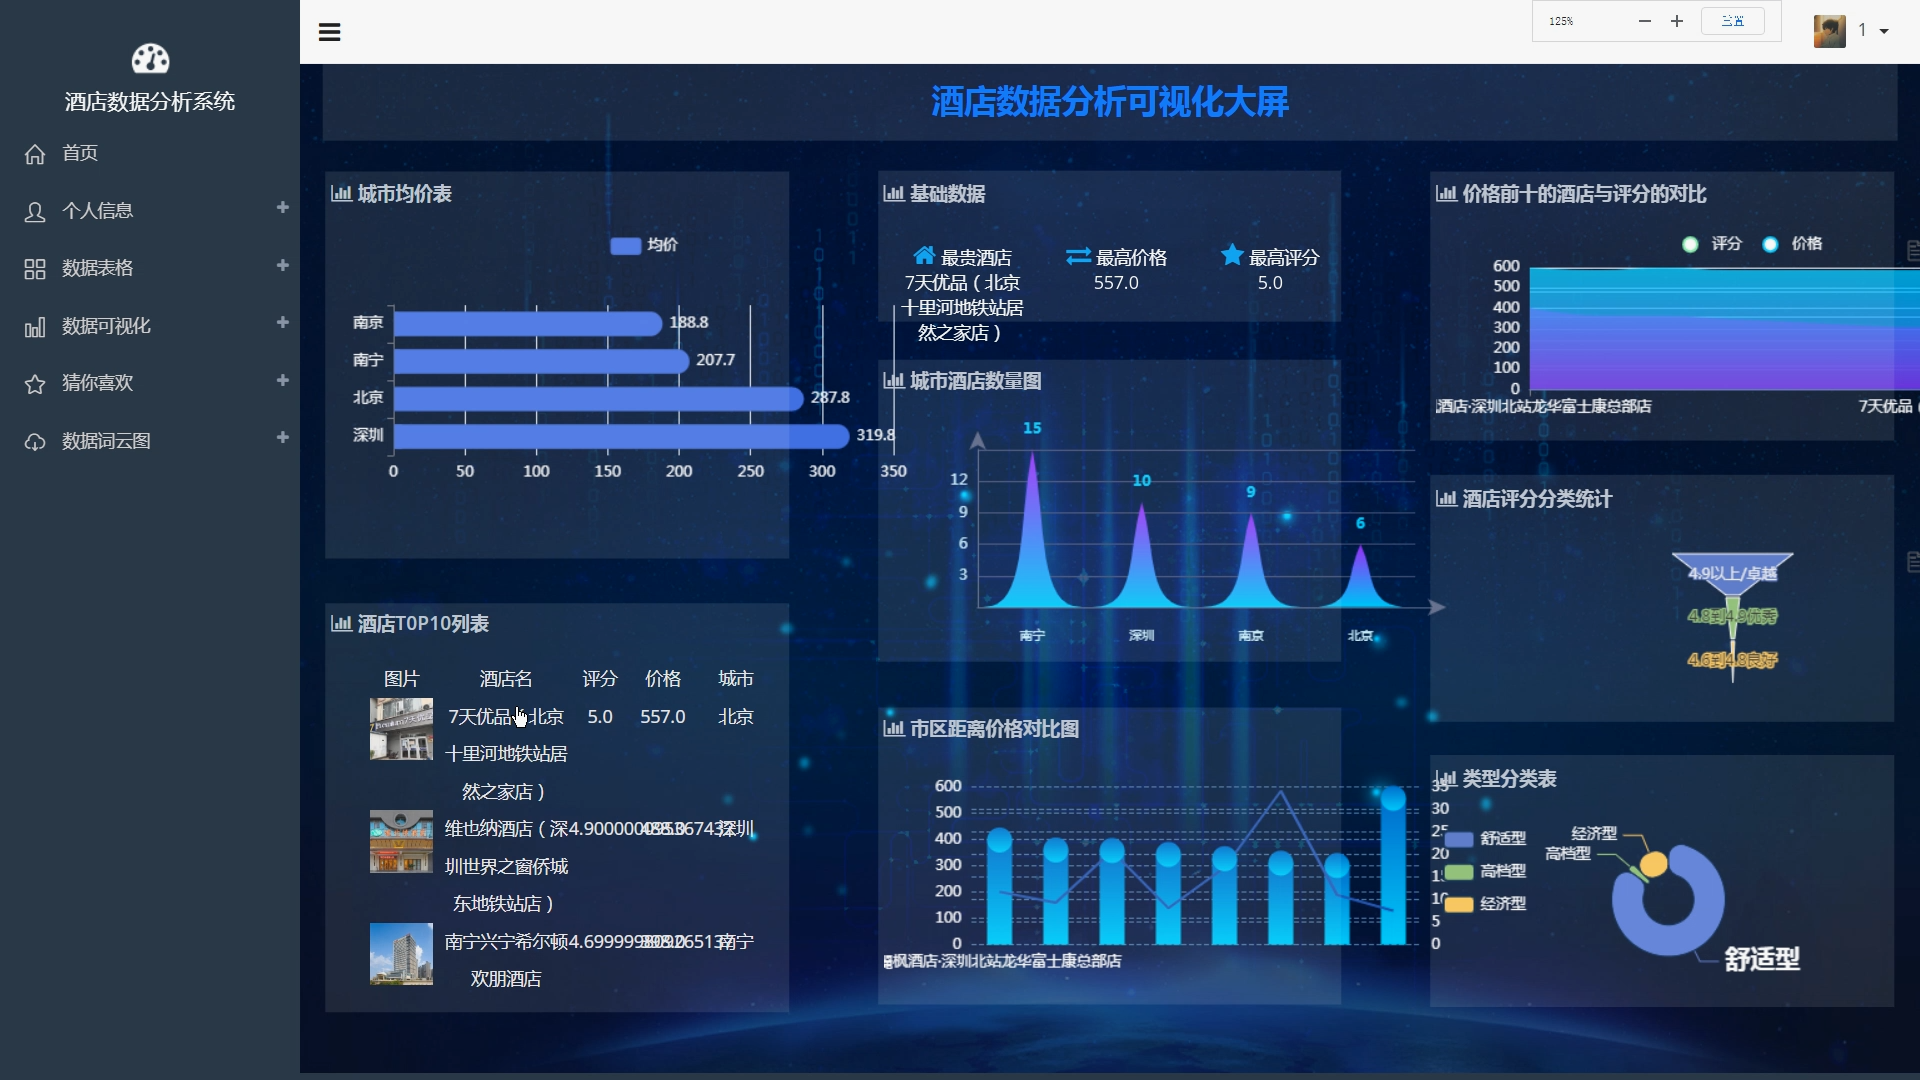 酒店数据分析系统
首页
个人信息
数据表格
数据可视化
猜你喜欢
数据词云图
125%
1
酒店数据分析可视化大屏
城市均价表
均价
南京
188.8
南宁
207.7
北京
287.8
深圳
319.8
0 50 100 150 200 250 300 350
酒店T0P10列表
图片 酒店名 评分 价格 城市
7天优品 北京 5.0 557.0 北京
十里河地铁站居
然之家店）
维也纳酒店（深 深圳
圳世界之窗侨城
东地铁站店）
南宁兴宁希尔顿 南宁
欢朋酒店
基础数据
最贵酒店 最高价格 最高评分
7天优品（北京 557.0 5.0
十里河地铁站居
然之家店）
城市酒店数量图
15
10
9
6
12
9
6
3
南宁 深圳 南京 北京
市区距离价格对比图
600
500
400
300
200
100
0
30
20
5
0
枫酒店·深圳北站龙华富士康总部店
价格前十的酒店与评分的对比
评分 价格
600
500
400
300
200
100
0
酒店·深圳北站龙华富士康总部店 7天优品
酒店评分分类统计
4.9以上/卓越
4.8到4.9优秀
4.6到4.8良好
类型分类表
舒适型
高档型
经济型
经济型
高档型
舒适型